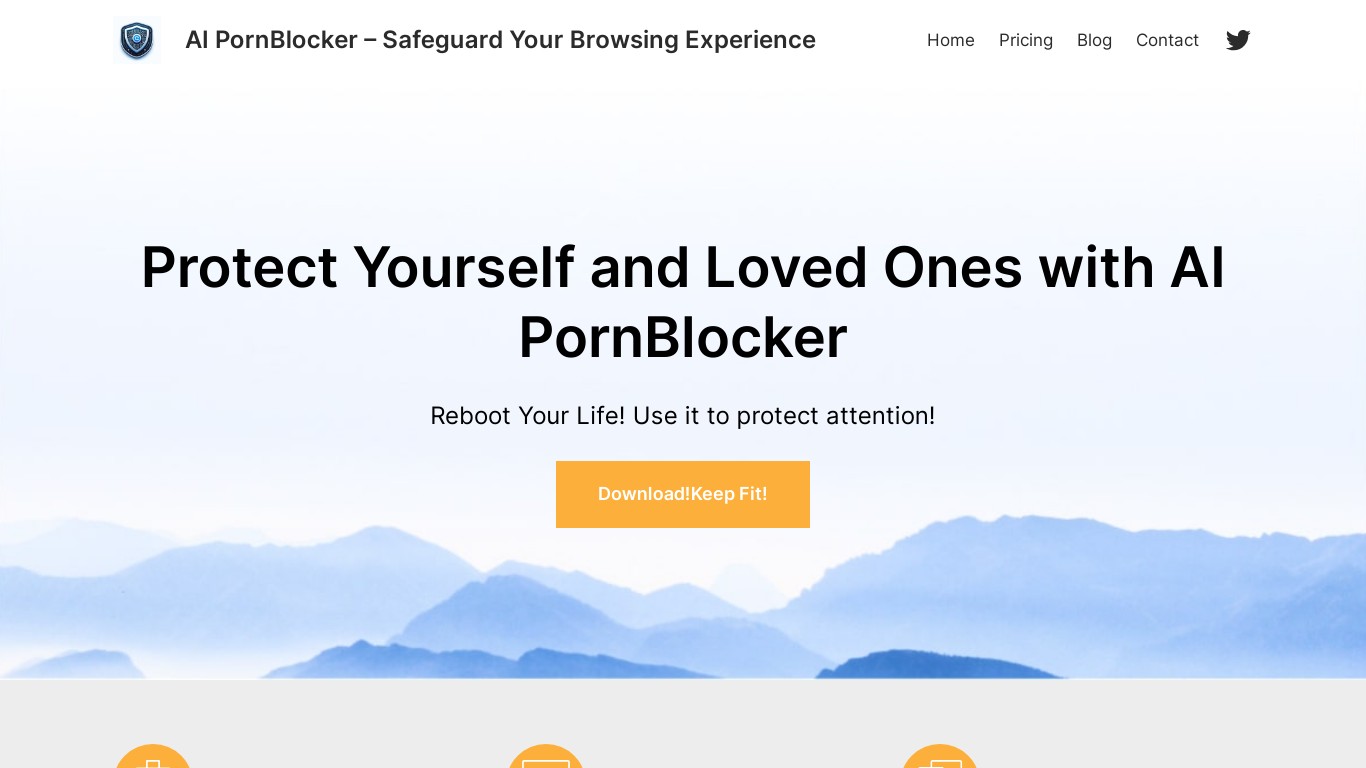 AI PornBlocker – Safeguard Your Browsing Experience
Home
Pricing
Blog
Contact
Protect Yourself and Loved Ones with AI
PornBlocker
Reboot Your Life! Use it to protect attention!
Download!Keep Fit!